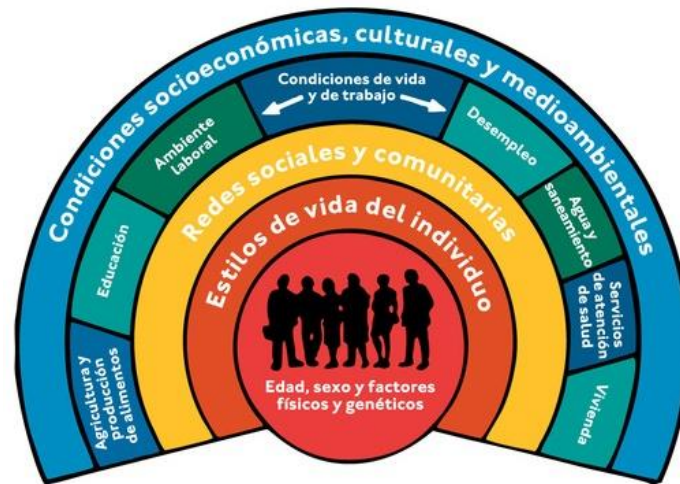 Condiciones socioeconómicas, culturales y medioambientales
Condiciones de vida
y de trabajo
Agricultura y
producción
de alimentos
Educación
Ambiente
laboral
Desempleo
Agua y
saneamiento
Servicios
de atención
de salud
Vivienda
Redes sociales y comunitarias
Estilos de vida del individuo
Edad, sexo y factores
físicos y genéticos